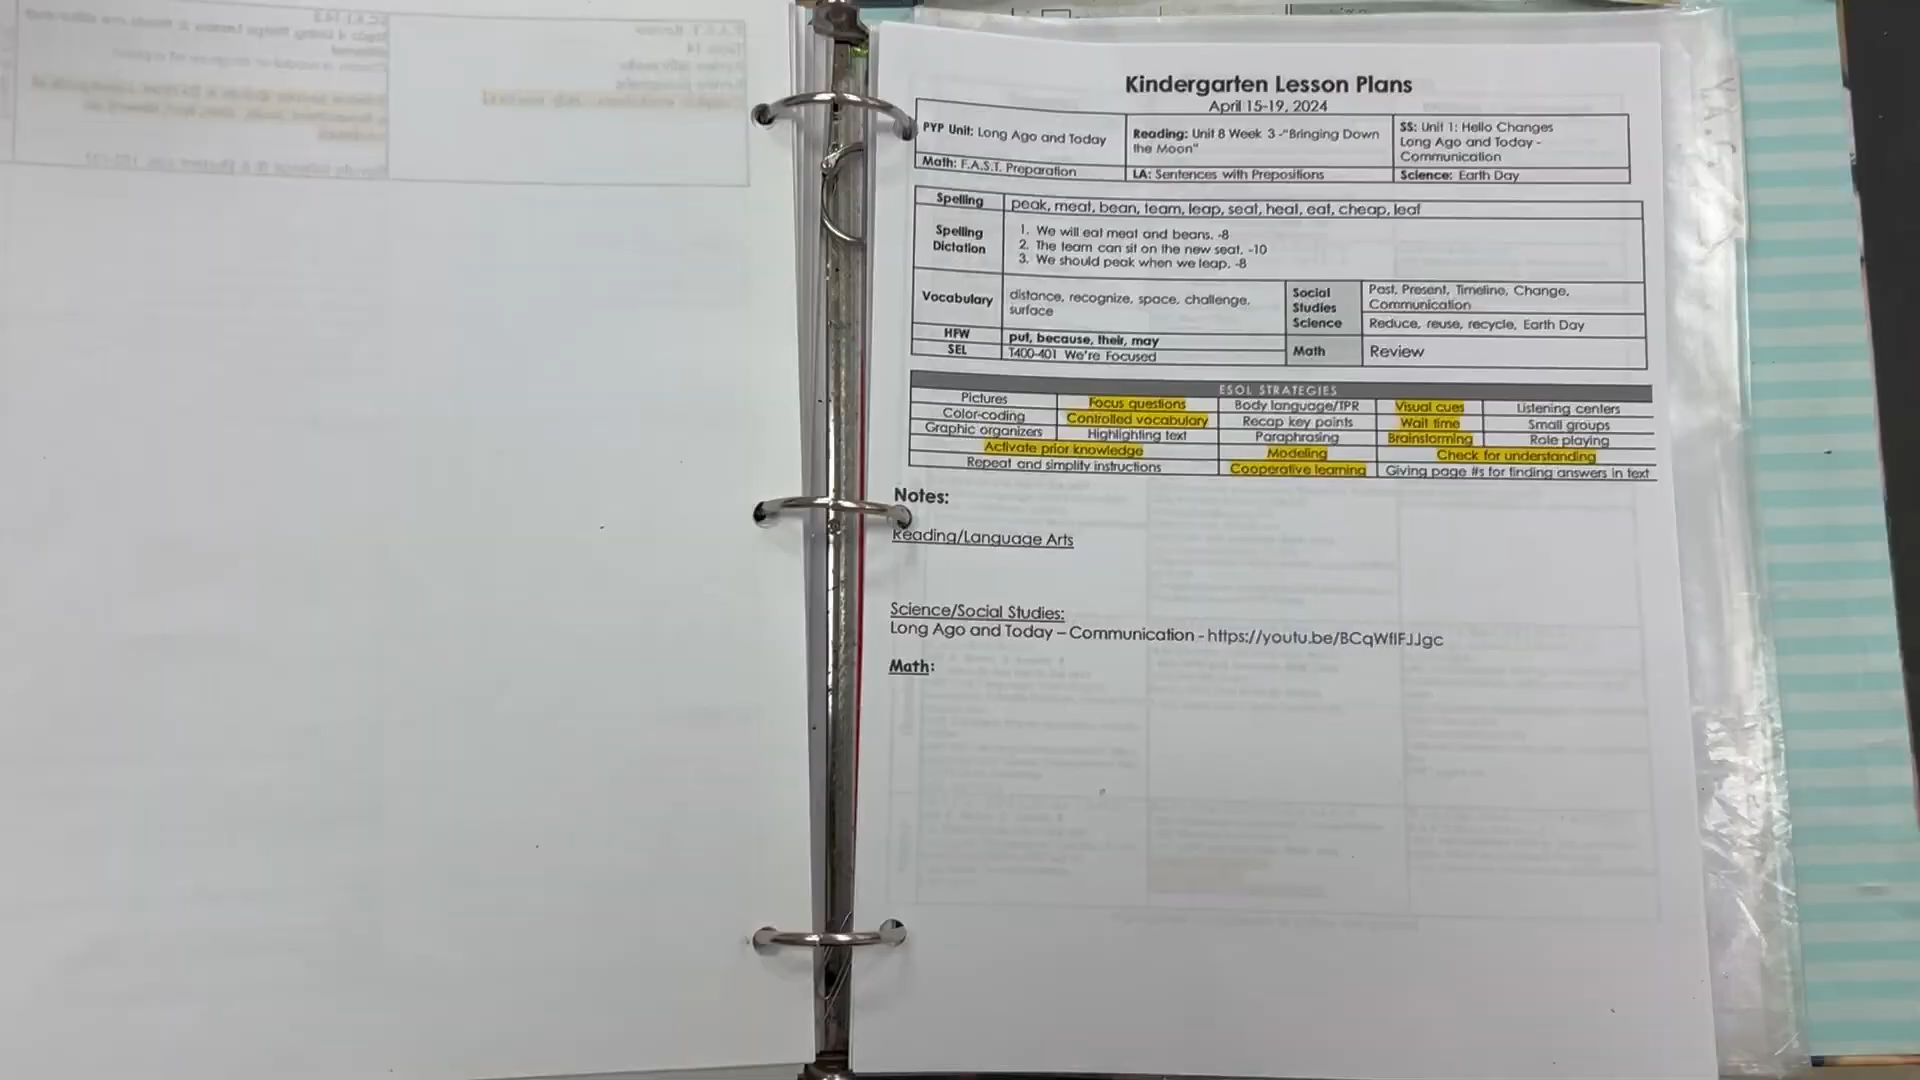 Kindergarten Lesson Plans
April 15-19, 2024
PYP Unit: Long Ago and Today
Reading: Unit 8 Week 3 -"Bringing Down
the Moon"
SS: Unit 1: Hello Changes
Long Ago and Today -
Communication
Math: F.A.S.T. Preparation
LA: Sentences with Prepositions
Science: Earth Day
Spelling
peak, meat, bean, team, leap, seat, heat, eat, cheap, leaf
Spelling
Dictation
1. We will eat meat and beans. -8
2. The team can sit on the new seat. -10
3. We should peak when we leap. -8
Vocabulary
distance, recognize, space, challenge,
surface
Social
Studies
Past, Present, Timeline, Change,
Communication
Science
Reduce, reuse, recycle, Earth Day
HFW
put, because, their, may
SEL
T400-401 We're Focused
Math
Review
ESOL STRATEGIES
Pictures
Focus questions
Body language/TPR
Visual cues
Listening centers
Color-coding
Controlled vocabulary
Recap key points
Wait time
Small groups
Graphic organizers
Highlighting text
Paraphrasing
Brainstorming
Role playing
Activate prior knowledge
Modeling
Check for understanding
Repeat and simplify instructions
Cooperative learning
Giving page #s for finding answers in text
Notes:
Reading/Language Arts
Science/Social Studies:
Long Ago and Today – Communication - https://youtu.be/BCqWfIFJJgc
Math: